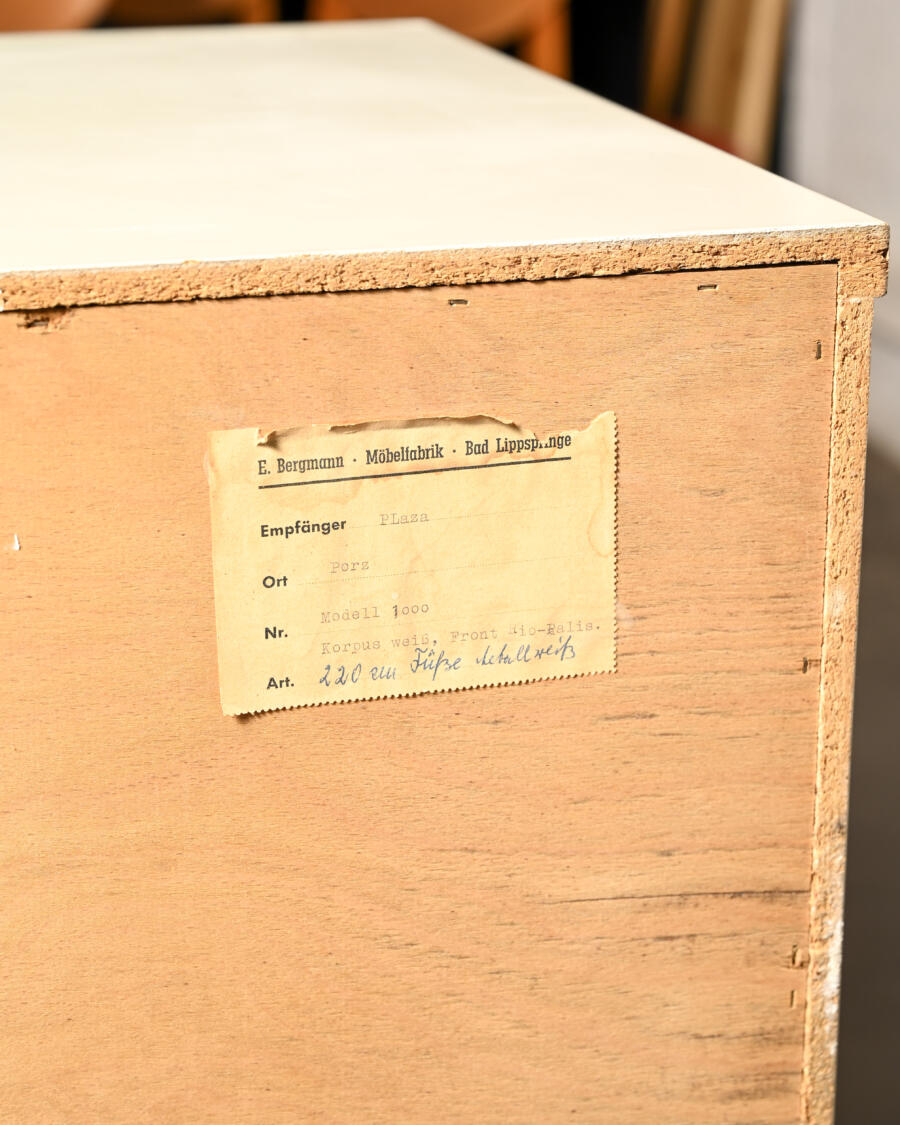 E. Bergmann · Möbelfabrik · Bad Lippspringe
Empfänger PLaza
Ort Porz
Nr. Modell 1000
Korpus weiß, Front Rio-Palis.
Art. 220 cm Füße Metall weiß